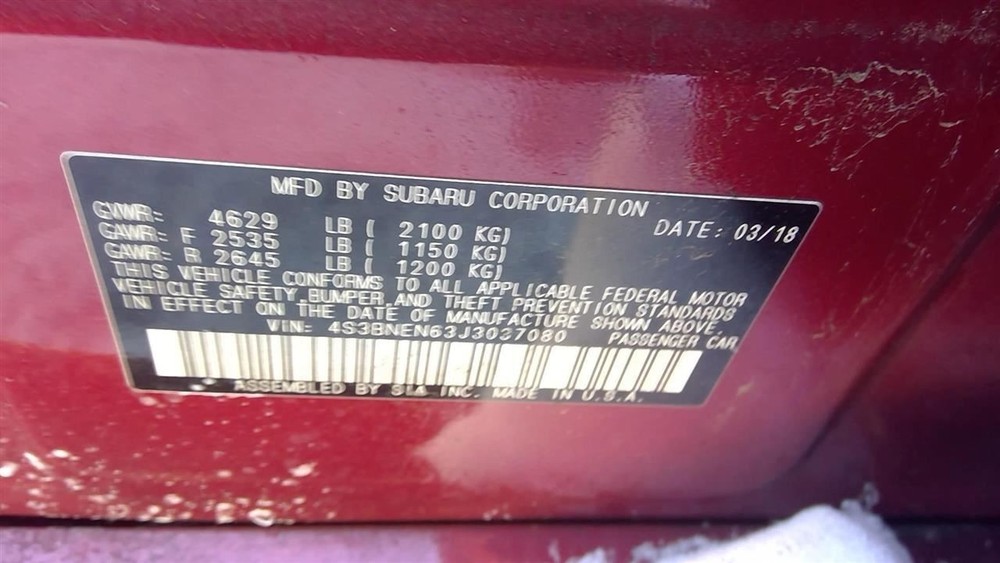 MFD BY SUBARU CORPORATION
GVWR: 4629 LB ( 2100 KG) DATE: 03/18
GAWR: F 2535 LB ( 1150 KG)
GAWR: R 2645 LB ( 1200 KG)
THIS VEHICLE CONFORMS TO ALL APPLICABLE FEDERAL MOTOR
VEHICLE SAFETY,BUMPER,AND THEFT PREVENTION STANDARDS
IN EFFECT ON THE DATE OF MANUFACTURE SHOWN ABOVE.
VIN: 4S3BNEN63J3037080 PASSENGER CAR
ASSEMBLED BY SIA INC. MADE IN U.S.A.